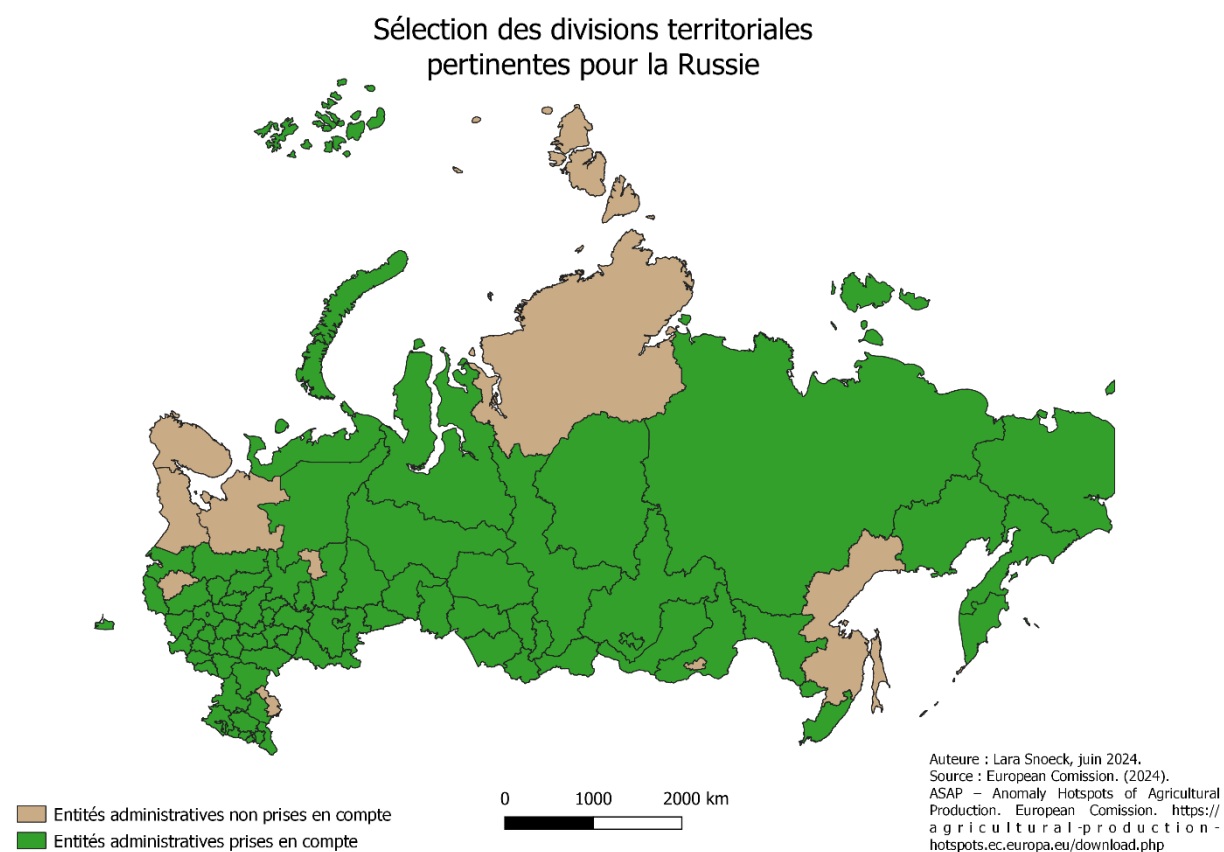 Sélection des divisions territoriales
pertinentes pour la Russie
0 1000 2000 km
Entités administratives non prises en compte
Entités administratives prises en compte
Auteure : Lara Snoeck, juin 2024.
Source : European Comission. (2024).
ASAP – Anomaly Hotspots of Agricultural
Production. European Comission. https://
agricultural-production-
hotspots.ec.europa.eu/download.php